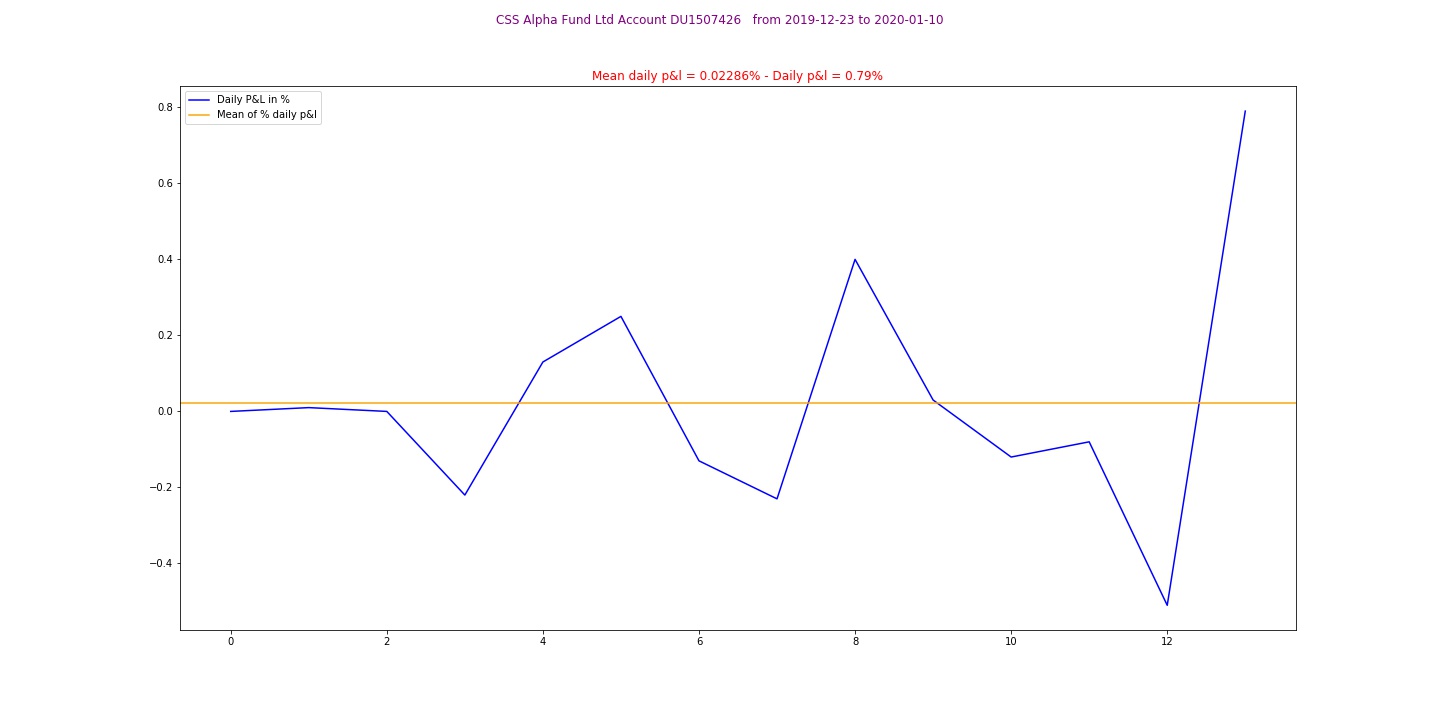 CSS Alpha Fund Ltd Account DU1507426   from 2019-12-23 to 2020-01-10
Mean daily p&l = 0.02286% - Daily p&l = 0.79%
Daily P&L in %
Mean of % daily p&l
0.8
0.6
0.4
0.2
0.0
−0.2
−0.4
0 2 4 6 8 10 12